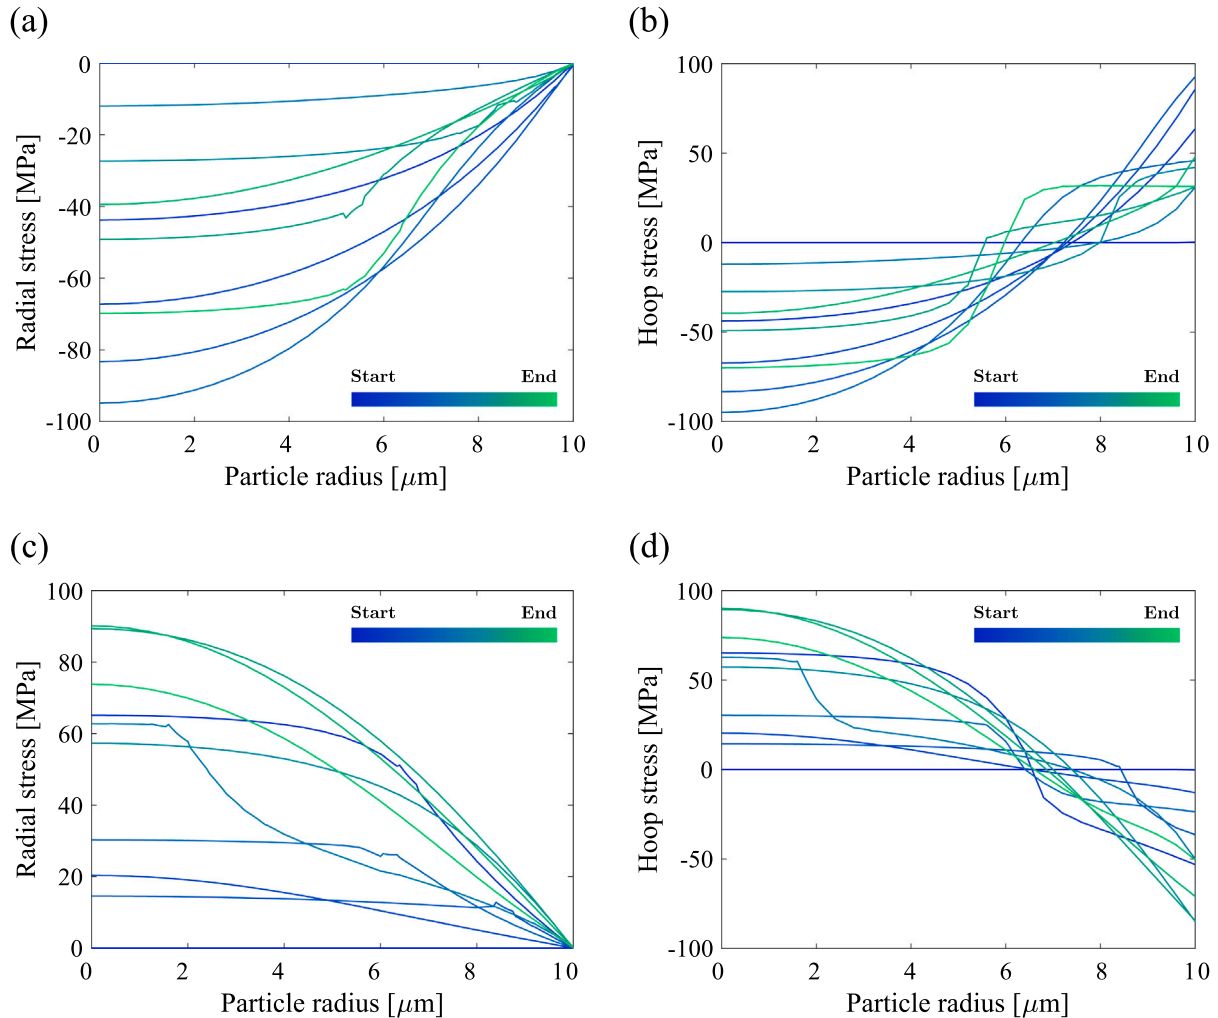 (a)
0
-20
-40
-60
-80
-100
Radial stress [MPa]
Start End
0 2 4 6 8 10
Particle radius [μm]
(b)
100
50
0
-50
-100
Hoop stress [MPa]
Start End
0 2 4 6 8 10
Particle radius [μm]
(c)
100
80
60
40
20
0
Radial stress [MPa]
Start End
0 2 4 6 8 10
Particle radius [μm]
(d)
100
50
0
-50
-100
Hoop stress [MPa]
Start End
0 2 4 6 8 10
Particle radius [μm]